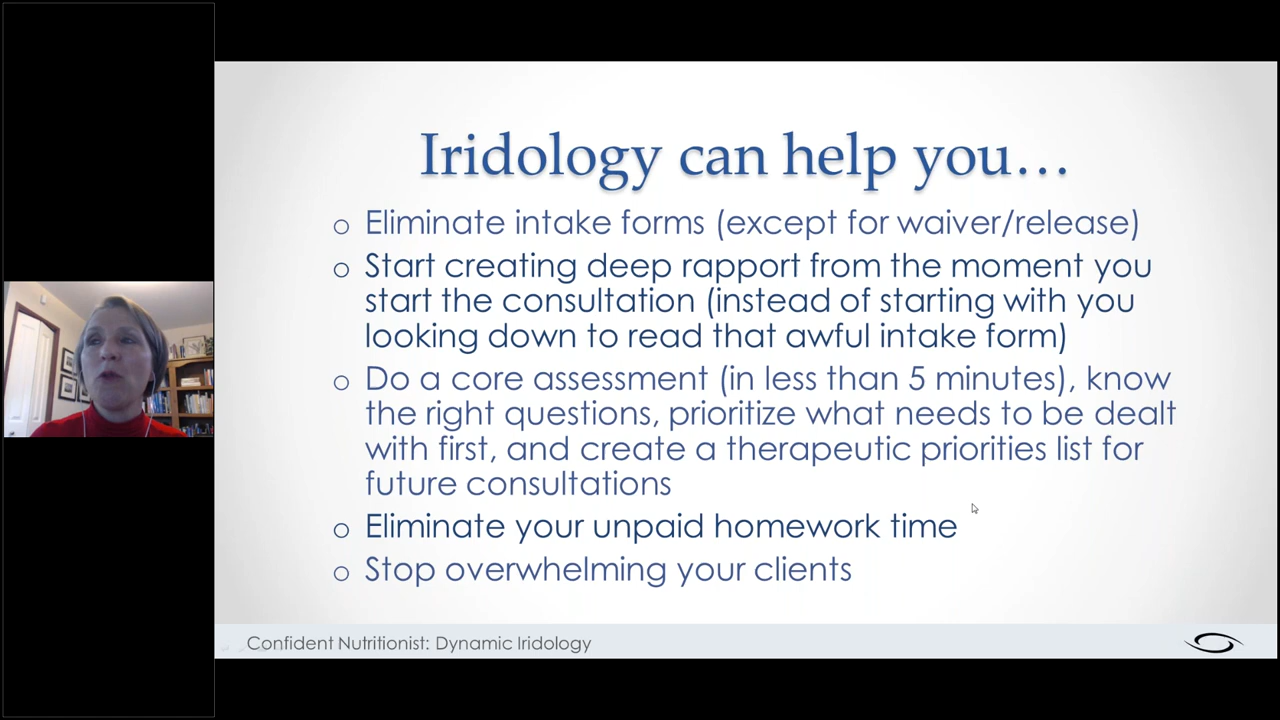 Iridology can help you…
o Eliminate intake forms (except for waiver/release)
o Start creating deep rapport from the moment you
start the consultation (instead of starting with you
looking down to read that awful intake form)
o Do a core assessment (in less than 5 minutes), know
the right questions, prioritize what needs to be dealt
with first, and create a therapeutic priorities list for
future consultations
o Eliminate your unpaid homework time
o Stop overwhelming your clients
Confident Nutritionist: Dynamic Iridology